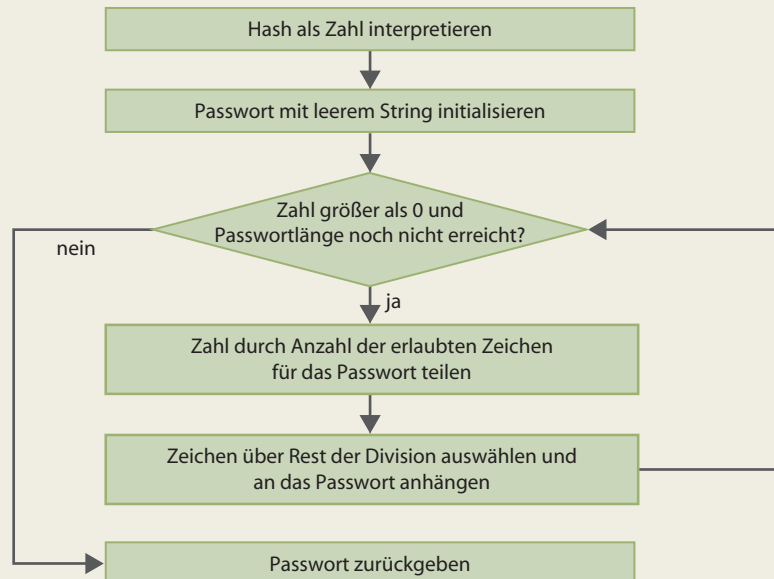 Hash als Zahl interpretieren
Passwort mit leerem String initialisieren
Zahl größer als 0 und
Passwortlänge noch nicht erreicht?
nein
ja
Zahl durch Anzahl der erlaubten Zeichen
für das Passwort teilen
Zeichen über Rest der Division auswählen und
an das Passwort anhängen
Passwort zurückgeben